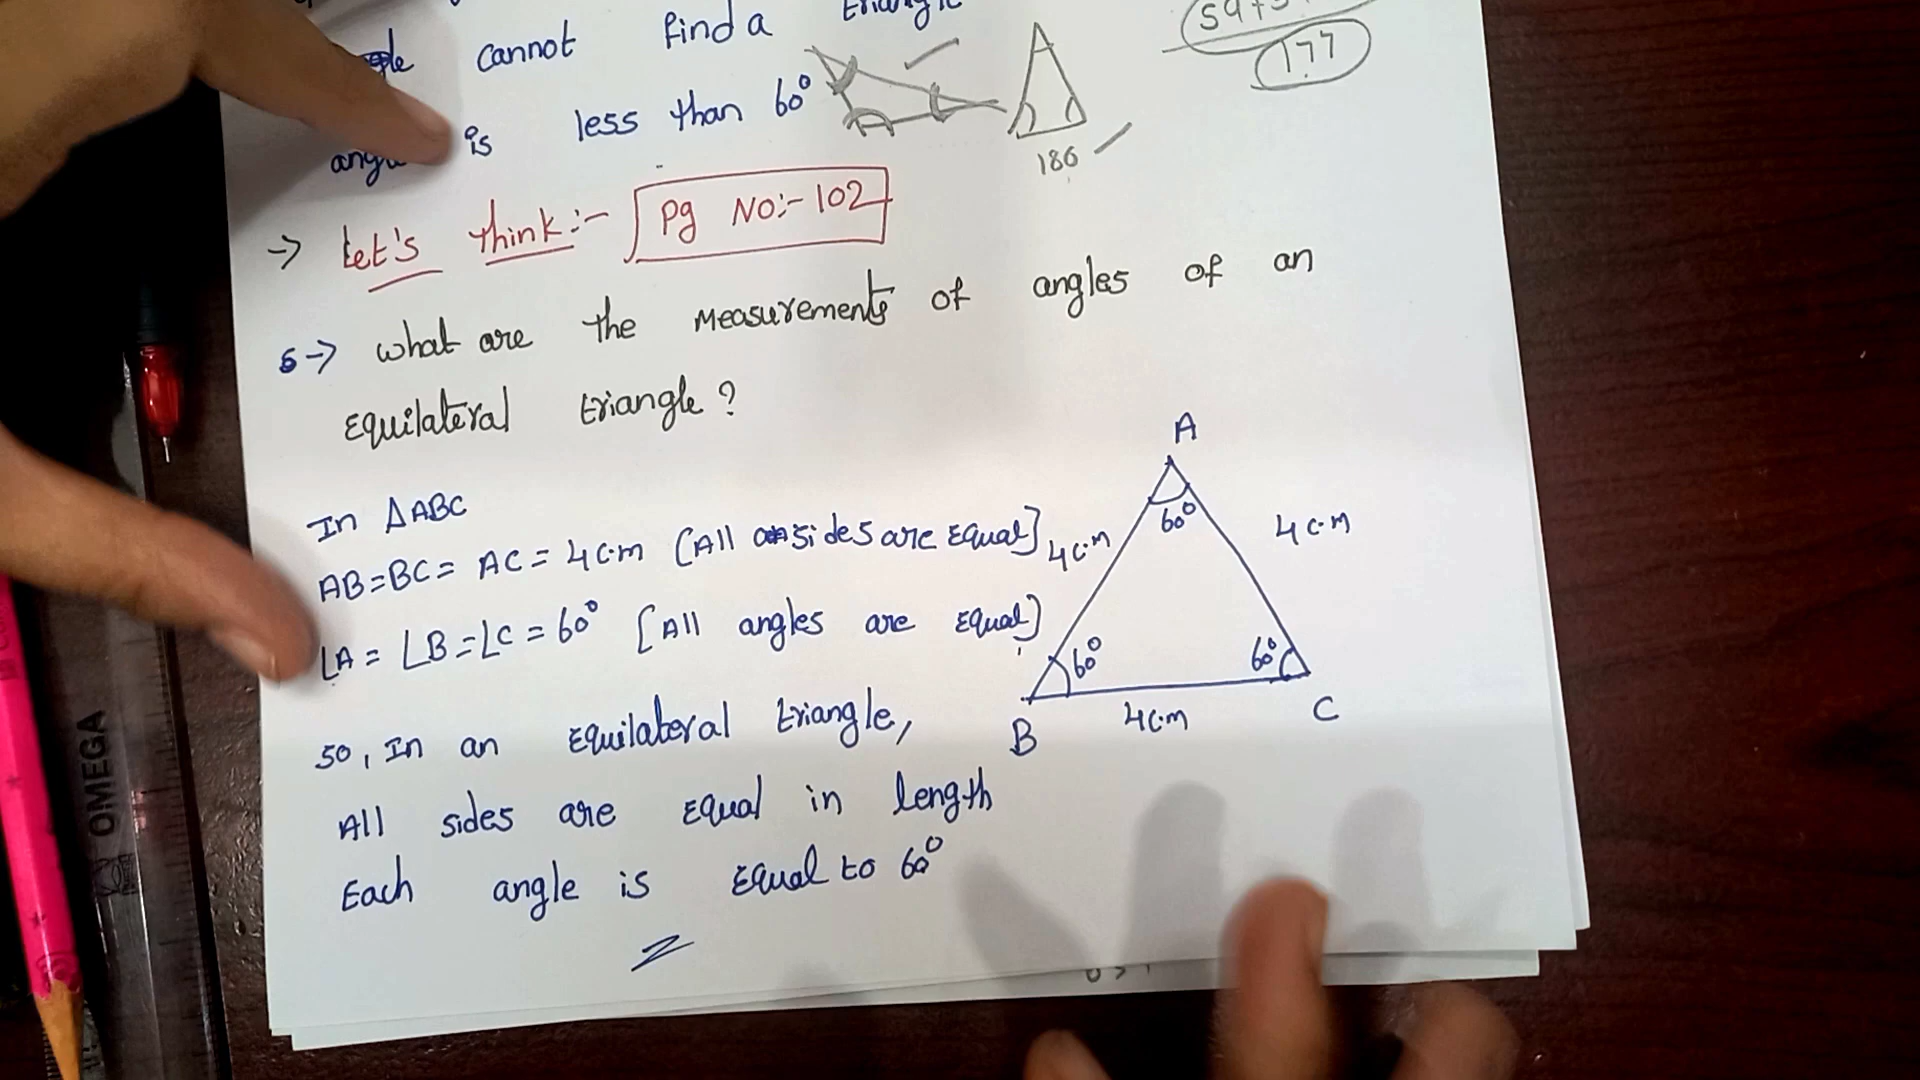 cannot find a
is less than 60°
177
180
-> Let's think:- Pg NO:- 102
5-> what are the measurements of angles of an
equilateral triangle?
In ΔABC
AB=BC= AC = 4cm [All sides are equal]
∠A = ∠B = ∠C = 60° [All angles are equal]
So, In an equilateral triangle,
All sides are equal in length
Each angle is equal to 60°
A
60°
4cm
4cm
60°
60°
B
4cm
C
OMEGA